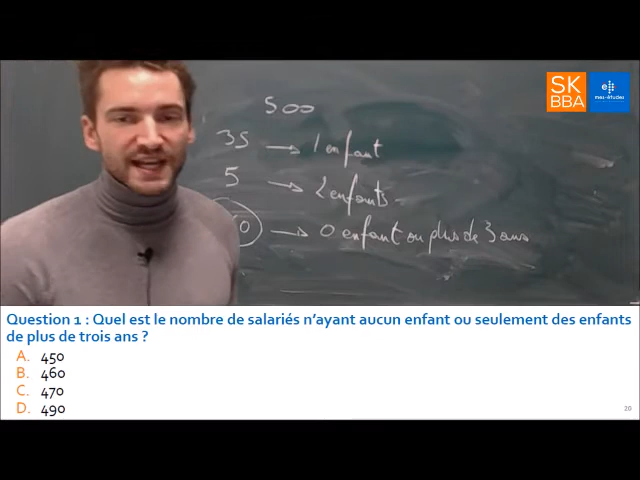 SK
BBA
mes-études
500
35 → 1 enfant
5 → 2 enfants
→ 0 enfant ou plus de 3 ans
Question 1 : Quel est le nombre de salariés n'ayant aucun enfant ou seulement des enfants
de plus de trois ans ?
A. 450
B. 460
C. 470
D. 490
20